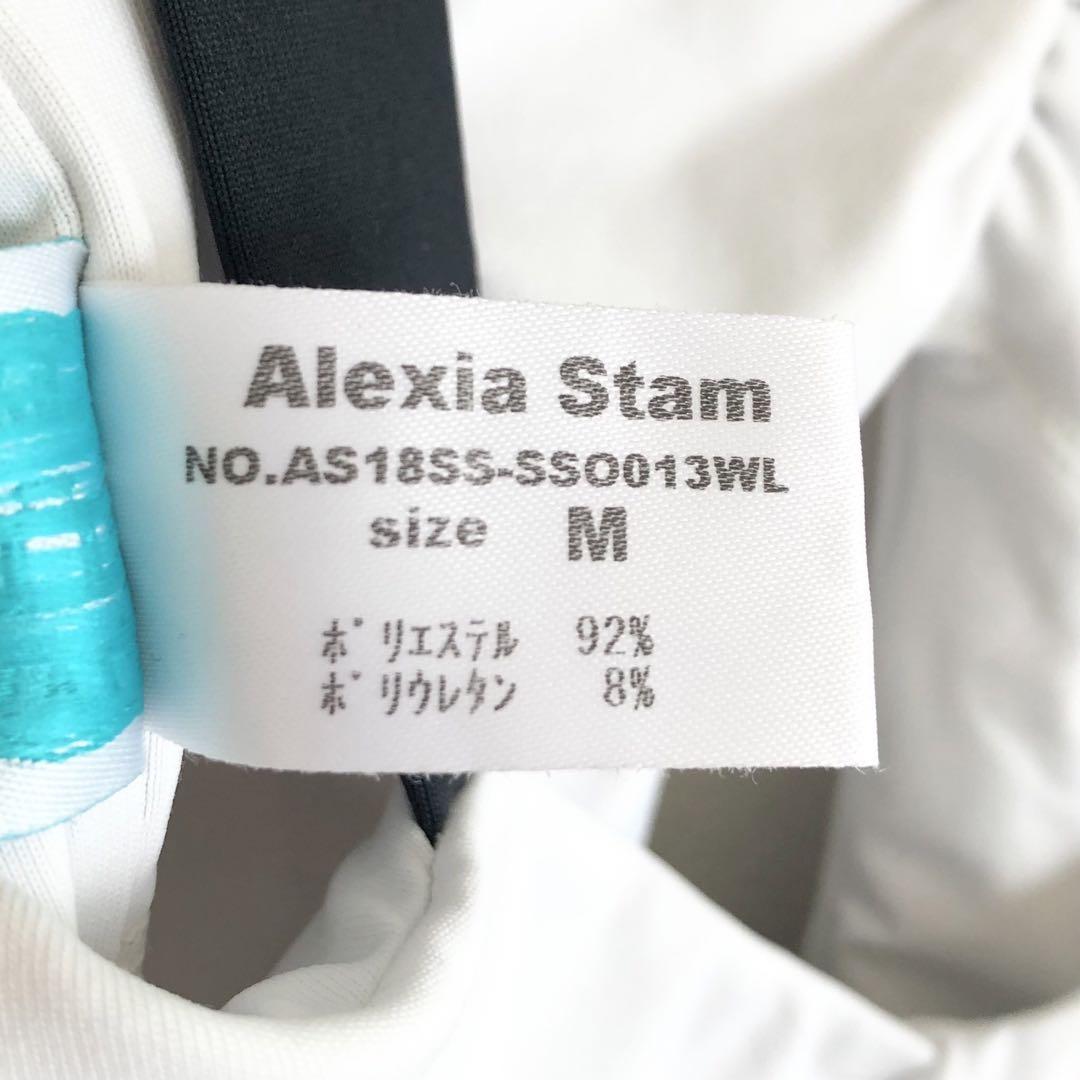 Alexia Stam
NO.AS18SS-SSO013WL
size M
ポリエステル 92%
ポリウレタン 8%